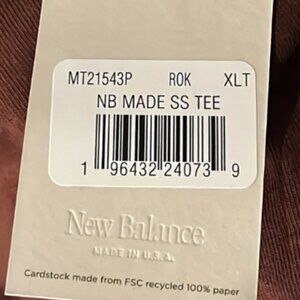 MT21543P ROK XLT
NB MADE SS TEE
1 96432 24073 9
New Balance
MADE IN U.S.A.
Cardstock made from FSC recycled 100% paper